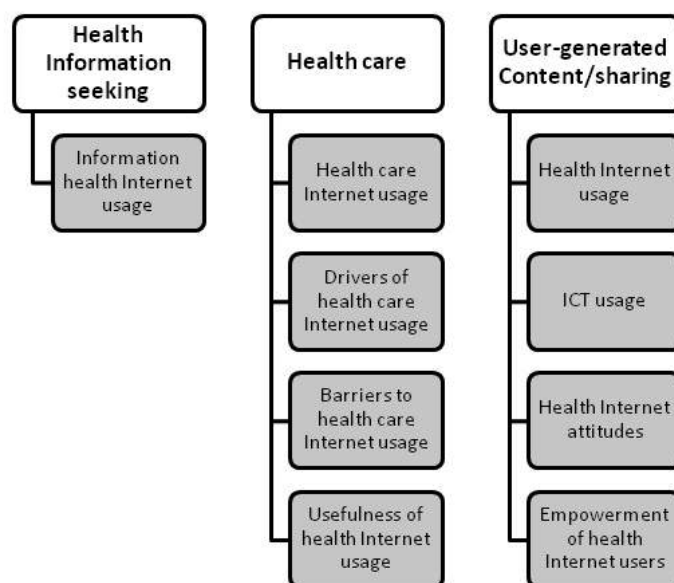 Health
Information
seeking
Information
health Internet
usage
Health care
Health care
Internet usage
Drivers of
health care
Internet usage
Barriers to
health care
Internet usage
Usefulness of
health Internet
usage
User-generated
Content/sharing
Health Internet
usage
ICT usage
Health Internet
attitudes
Empowerment
of health
Internet users